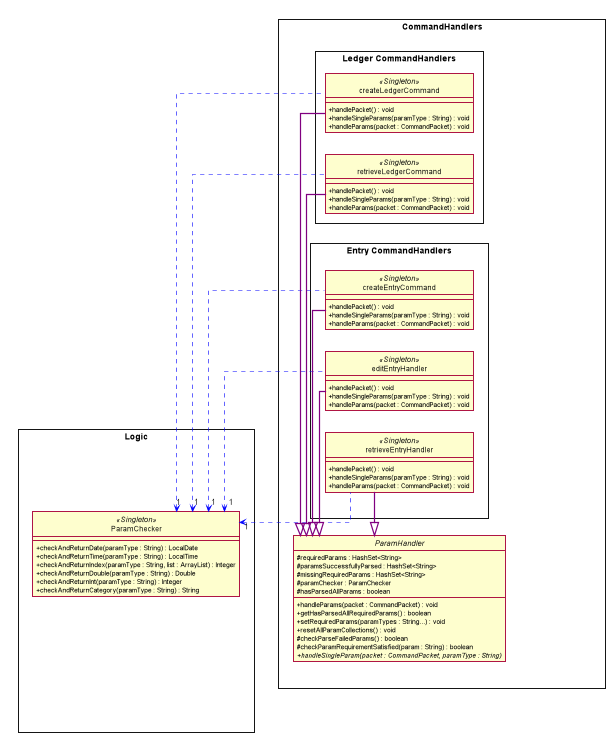 CommandHandlers
Ledger CommandHandlers
«Singleton»
createLedgerCommand
+handlePacket() : void
+handleSingleParams(paramType : String) : void
+handleParams(packet : CommandPacket) : void
«Singleton»
retrieveLedgerCommand
+handlePacket() : void
+handleSingleParams(paramType : String) : void
+handleParams(packet : CommandPacket) : void
Entry CommandHandlers
«Singleton»
createEntryCommand
+handlePacket() : void
+handleSingleParams(paramType : String) : void
+handleParams(packet : CommandPacket) : void
«Singleton»
editEntryHandler
+handlePacket() : void
+handleSingleParams(paramType : String) : void
+handleParams(packet : CommandPacket) : void
«Singleton»
retrieveEntryHandler
+handlePacket() : void
+handleSingleParams(paramType : String) : void
+handleParams(packet : CommandPacket) : void
Logic
1 1 1 1
1
«Singleton»
ParamChecker
+checkAndReturnDate(paramType : String) : LocalDate
+checkAndReturnTime(paramType : String) : LocalTime
+checkAndReturnIndex(paramType : String, list : ArrayList) : Integer
+checkAndReturnDouble(paramType : String) : Double
+checkAndReturnInt(paramType : String) : Integer
+checkAndReturnCategory(paramType : String) : String
ParamHandler
#requiredParams : HashSet<String>
#paramsSuccessfullyParsed : HashSet<String>
#missingRequiredParams : HashSet<String>
#paramChecker : ParamChecker
#hasParsedAllParams : boolean
+handleParams(packet : CommandPacket) : void
+getHasParsedAllRequiredParams() : boolean
+setRequiredParams(paramTypes : String...) : void
+resetAllParamCollections() : void
#checkParseFailedParams() : boolean
#checkParamRequirementSatisfied(param : String) : boolean
+handleSingleParam(packet : CommandPacket, paramType : String)